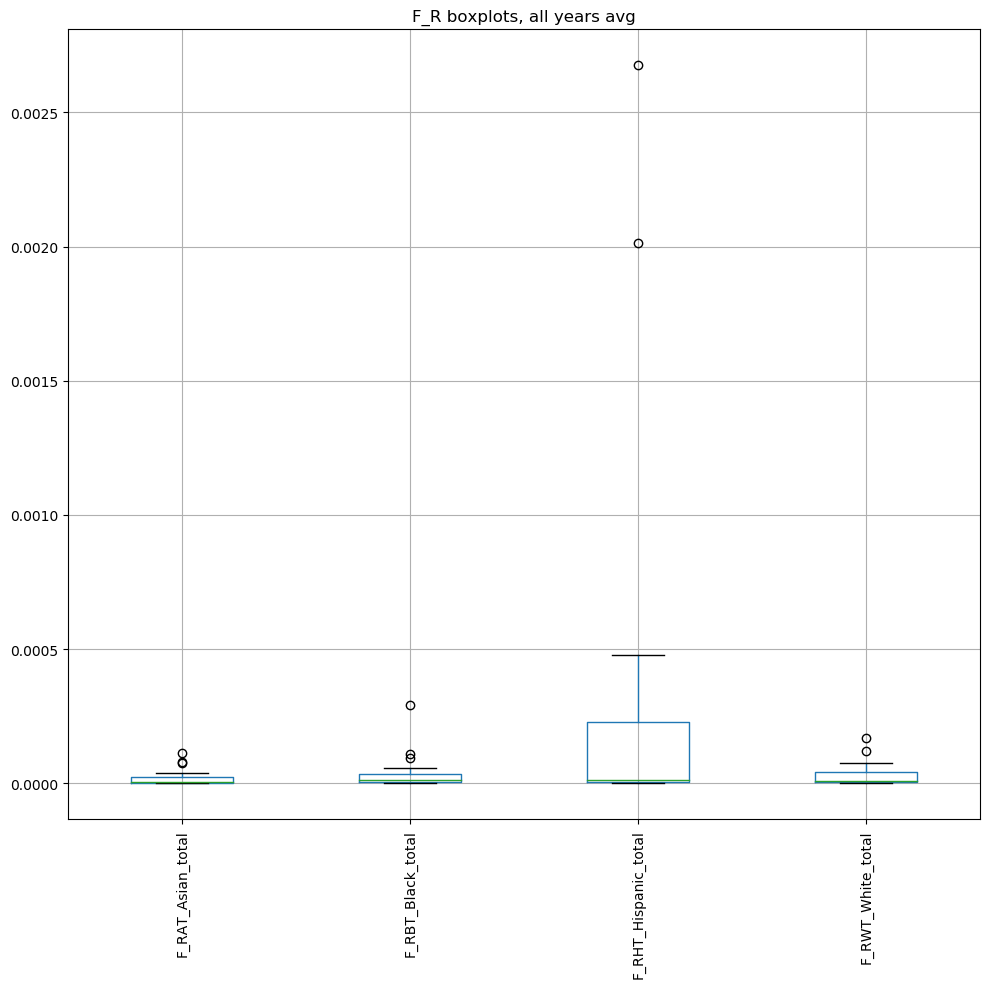 F_R boxplots, all years avg
0.0025
0.0020
0.0015
0.0010
0.0005
0.0000
F_RAT_Asian_total
F_RBT_Black_total
F_RHT_Hispanic_total
F_RWT_White_total